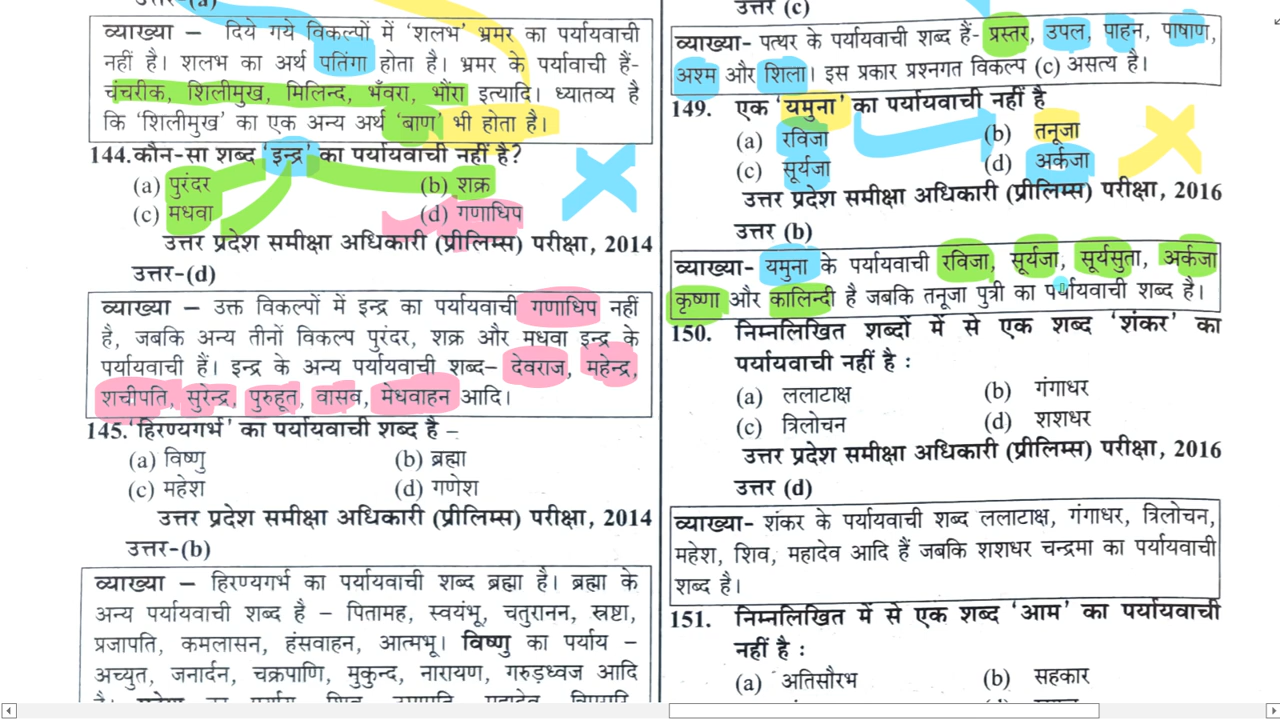 उत्तर-(a)
व्याख्या – दिये गये विकल्पों में ‘शलभ’ भ्रमर का पर्यायवाची
नहीं है। शलभ का अर्थ पतिंगा होता है। भ्रमर के पर्यावाची हैं-
चंचरीक, शिलीमुख, मिलिन्द, भँवरा, भौंरा इत्यादि। ध्यातव्य है
कि ‘शिलीमुख’ का एक अन्य अर्थ ‘बाण’ भी होता है।
144.कौन-सा शब्द ‘इन्द्र’ का पर्यायवाची नहीं है?
(a) पुरंदर (b) शक्र
(c) मधवा (d) गणाधिप
उत्तर प्रदेश समीक्षा अधिकारी (प्रीलिम्स) परीक्षा, 2014
उत्तर-(d)
व्याख्या – उक्त विकल्पों में इन्द्र का पर्यायवाची गणाधिप नहीं
है, जबकि अन्य तीनों विकल्प पुरंदर, शक्र और मधवा इन्द्र के
पर्यायवाची हैं। इन्द्र के अन्य पर्यायवाची शब्द– देवराज, महेन्द्र,
शचीपति, सुरेन्द्र, पुरुहूत, वासव, मेधवाहन आदि।
145.‘हिरण्यगर्भ’ का पर्यायवाची शब्द है –
(a) विष्णु (b) ब्रह्मा
(c) महेश (d) गणेश
उत्तर प्रदेश समीक्षा अधिकारी (प्रीलिम्स) परीक्षा, 2014
उत्तर-(b)
व्याख्या – हिरण्यगर्भ का पर्यायवाची शब्द ब्रह्मा है। ब्रह्मा के
अन्य पर्यायवाची शब्द है – पितामह, स्वयंभू, चतुरानन, स्रष्टा,
प्रजापति, कमलासन, हंसवाहन, आत्मभू। विष्णु का पर्याय –
अच्युत, जनार्दन, चक्रपाणि, मुकुन्द, नारायण, गरुड़ध्वज आदि
उत्तर (c)
व्याख्या- पत्थर के पर्यायवाची शब्द हैं- प्रस्तर, उपल, पाहन, पाषाण,
अश्म और शिला। इस प्रकार प्रश्नगत विकल्प (c) असत्य है।
149. एक ‘यमुना’ का पर्यायवाची नहीं है
(a) रविजा (b) तनूजा
(c) सूर्यजा (d) अर्कजा
उत्तर प्रदेश समीक्षा अधिकारी (प्रीलिम्स) परीक्षा, 2016
उत्तर (b)
व्याख्या- यमुना के पर्यायवाची रविजा, सूर्यजा, सूर्यसुता, अर्कजा
कृष्णा और कालिन्दी है जबकि तनूजा पुत्री का पर्यायवाची शब्द है।
150. निम्नलिखित शब्दों में से एक शब्द ‘शंकर’ का
पर्यायवाची नहीं है :
(a) ललाटाक्ष (b) गंगाधर
(c) त्रिलोचन (d) शशधर
उत्तर प्रदेश समीक्षा अधिकारी (प्रीलिम्स) परीक्षा, 2016
उत्तर (d)
व्याख्या- शंकर के पर्यायवाची शब्द ललाटाक्ष, गंगाधर, त्रिलोचन,
महेश, शिव, महादेव आदि हैं जबकि शशधर चन्द्रमा का पर्यायवाची
शब्द है।
151. निम्नलिखित में से एक शब्द ‘आम’ का पर्यायवाची
नहीं है :
(a) अतिसौरभ (b) सहकार